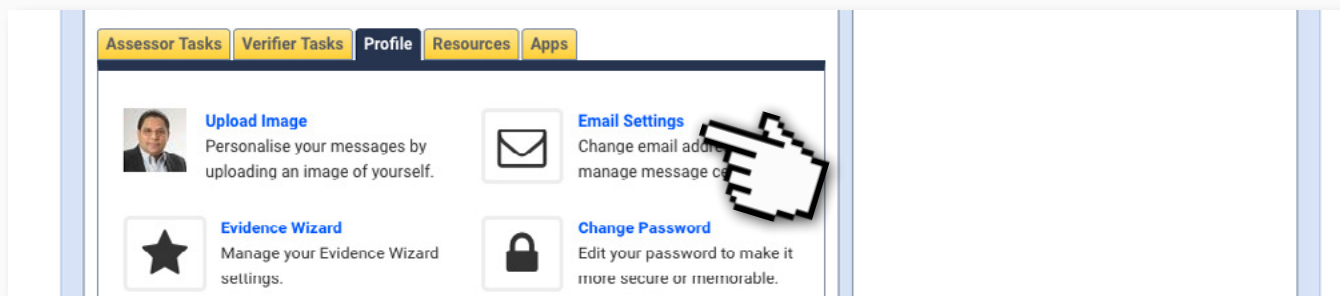 Assessor Tasks Verifier Tasks Profile Resources Apps
Upload Image
Personalise your messages by
uploading an image of yourself.
Email Settings
Change email
manage message
Evidence Wizard
Manage your Evidence Wizard
settings.
Change Password
Edit your password to make it
more secure or memorable.